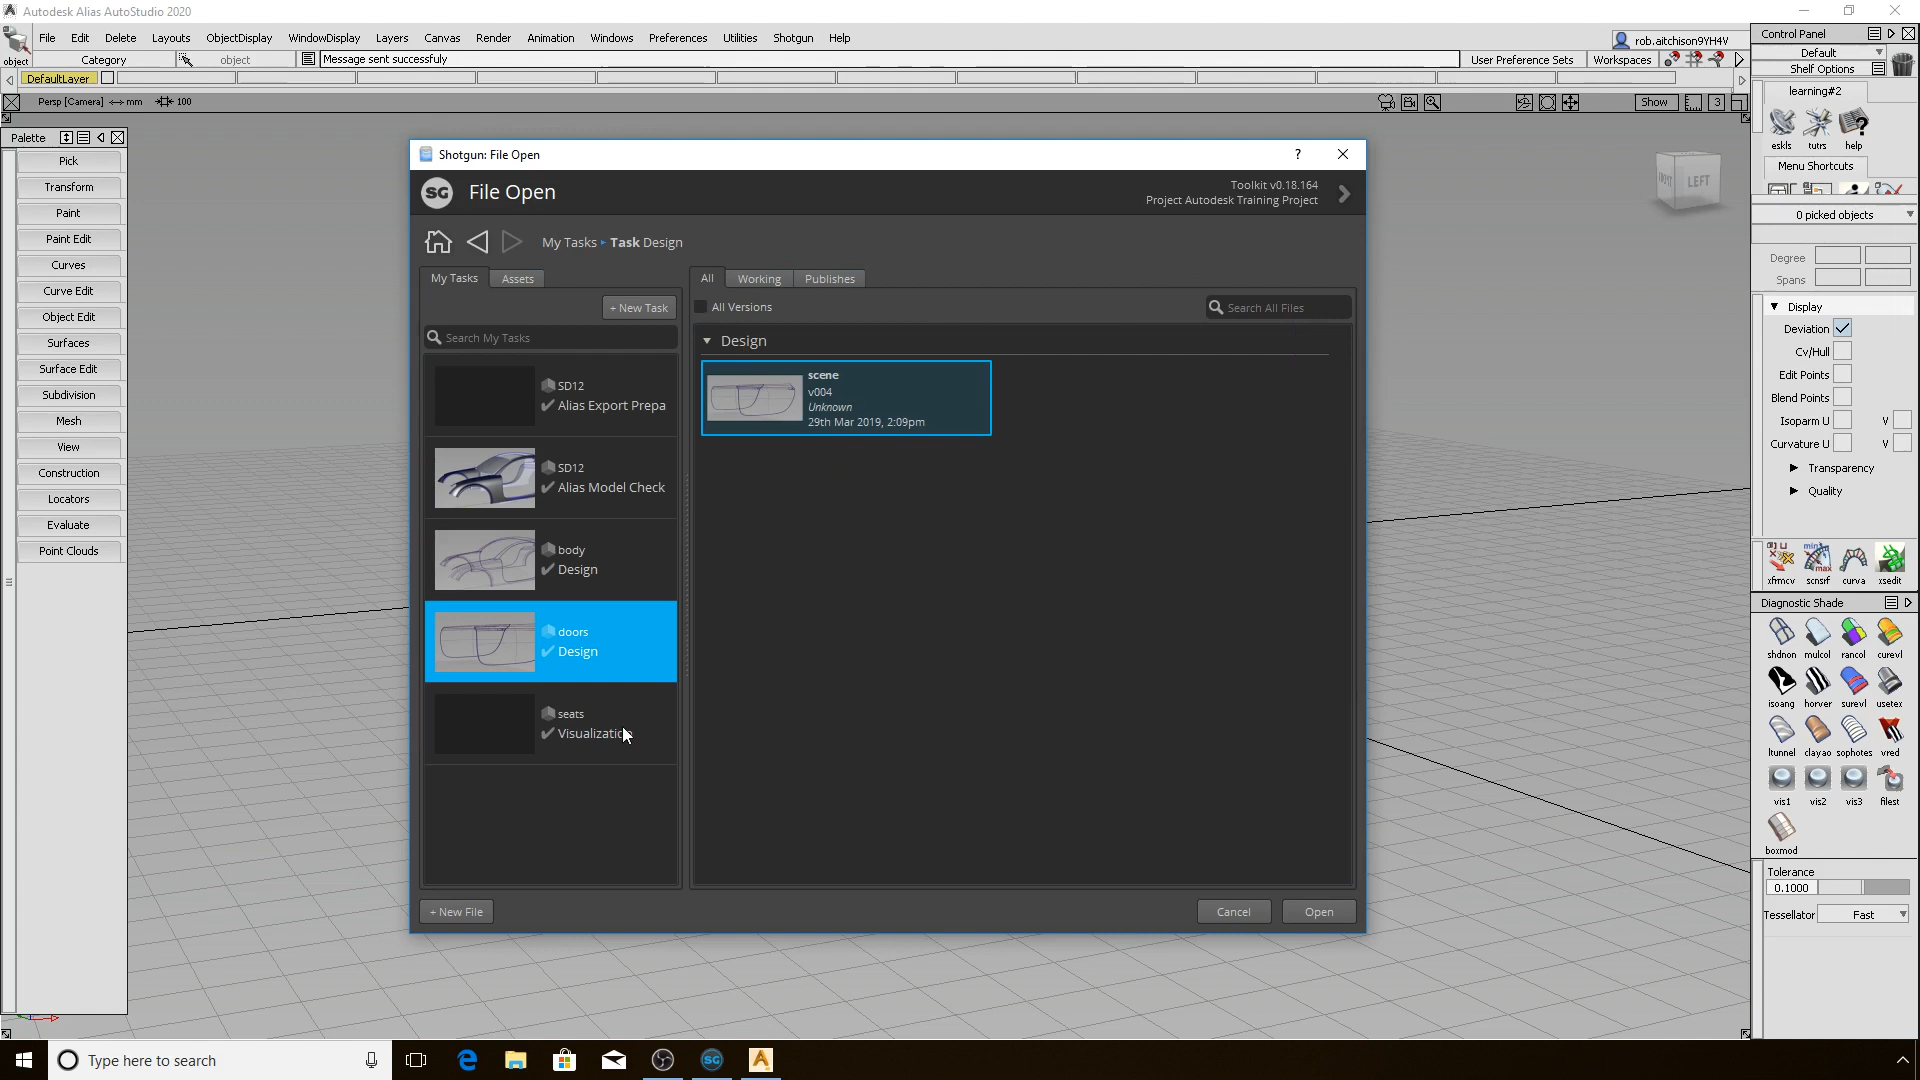 Autodesk Alias AutoStudio 2020
File Edit Delete Layouts ObjectDisplay WindowDisplay Layers Canvas Render Animation Windows Preferences Utilities Shotgun Help
rob.aitchison9YH4V
object Category object Message sent successfuly User Preference Sets Workspaces
DefaultLayer
Persp [Camera] mm 100 Show 3
Palette
Pick
Transform
Paint
Paint Edit
Curves
Curve Edit
Object Edit
Surfaces
Surface Edit
Subdivision
Mesh
View
Construction
Locators
Evaluate
Point Clouds
Shotgun: File Open
SG File Open
Toolkit v0.18.164
Project Autodesk Training Project
My Tasks Task Design
My Tasks Assets
+ New Task
Search My Tasks
SD12
Alias Export Prepa
SD12
Alias Model Check
body
Design
doors
Design
seats
Visualization
All Working Publishes
All Versions Search All Files
Design
scene
v004
Unknown
29th Mar 2019, 2:09pm
+ New File Cancel Open
LEFT
Control Panel
Default
Shelf Options
learning#2
eskls tutrs help
Menu Shortcuts
0 picked objects
Degree
Spans
Display
Deviation
Cv/Hull
Edit Points
Blend Points
Isoparm U V
Curvature U V
Transparency
Quality
xfrmcv scnsrf curva xsedit
Diagnostic Shade
shdnon mulcol rancol curevl
isoang horver surevl usetex
ltunnel clayao sophotes vred
vis1 vis2 vis3 filest
boxmod
Tolerance
0.1000
Tessellator Fast
Type here to search
SG